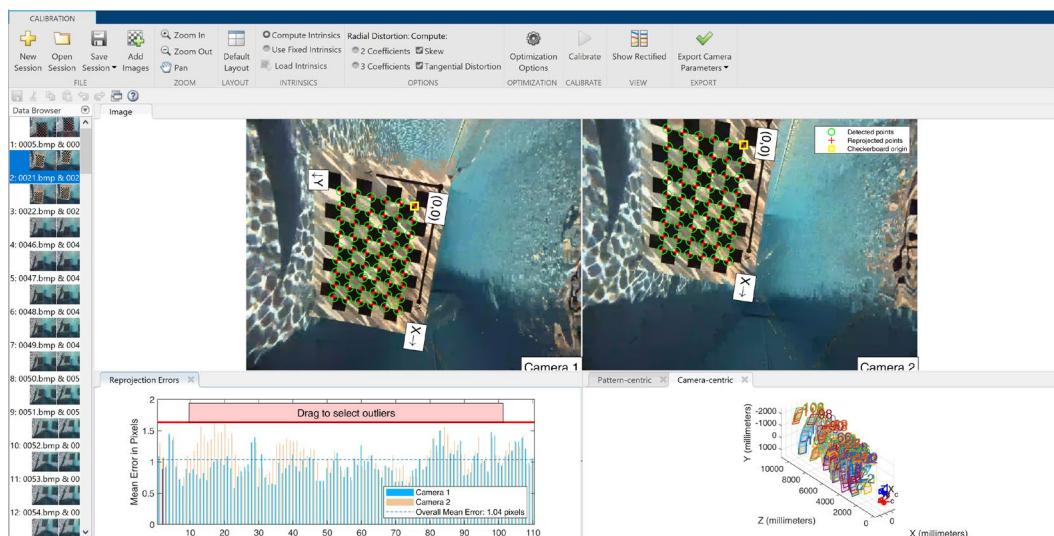 CALIBRATION
New Session
Open Session
Save Session
Add Images
FILE
Zoom In
Zoom Out
Pan
ZOOM
Default Layout
LAYOUT
Compute Intrinsics
Use Fixed Intrinsics
Load Intrinsics
INTRINSICS
Radial Distortion: Compute:
2 Coefficients Skew
3 Coefficients Tangential Distortion
OPTIONS
Optimization Options
OPTIMIZATION
Calibrate
CALIBRATE
Show Rectified
VIEW
Export Camera Parameters
EXPORT
Data Browser
1: 0005.bmp & 000
2: 0021.bmp & 002
3: 0022.bmp & 002
4: 0046.bmp & 004
5: 0047.bmp & 004
6: 0048.bmp & 004
7: 0049.bmp & 004
8: 0050.bmp & 005
9: 0051.bmp & 005
10: 0052.bmp & 00
11: 0053.bmp & 00
12: 0054.bmp & 00
Image
↓Y
(0,0)
X→
Camera 1
(0,0)
X→
Camera 2
Detected points
Reprojected points
Checkerboard origin
Reprojection Errors
Drag to select outliers
Mean Error in Pixels
2
1.5
1
0.5
0
10 20 30 40 50 60 70 80 90 100 110
Camera 1
Camera 2
Overall Mean Error: 1.04 pixels
Pattern-centric
Camera-centric
Y (millimeters)
-2000
-1000
0
1000
10000
8000
6000
4000
2000
0
Z (millimeters)
0
X (millimeters)